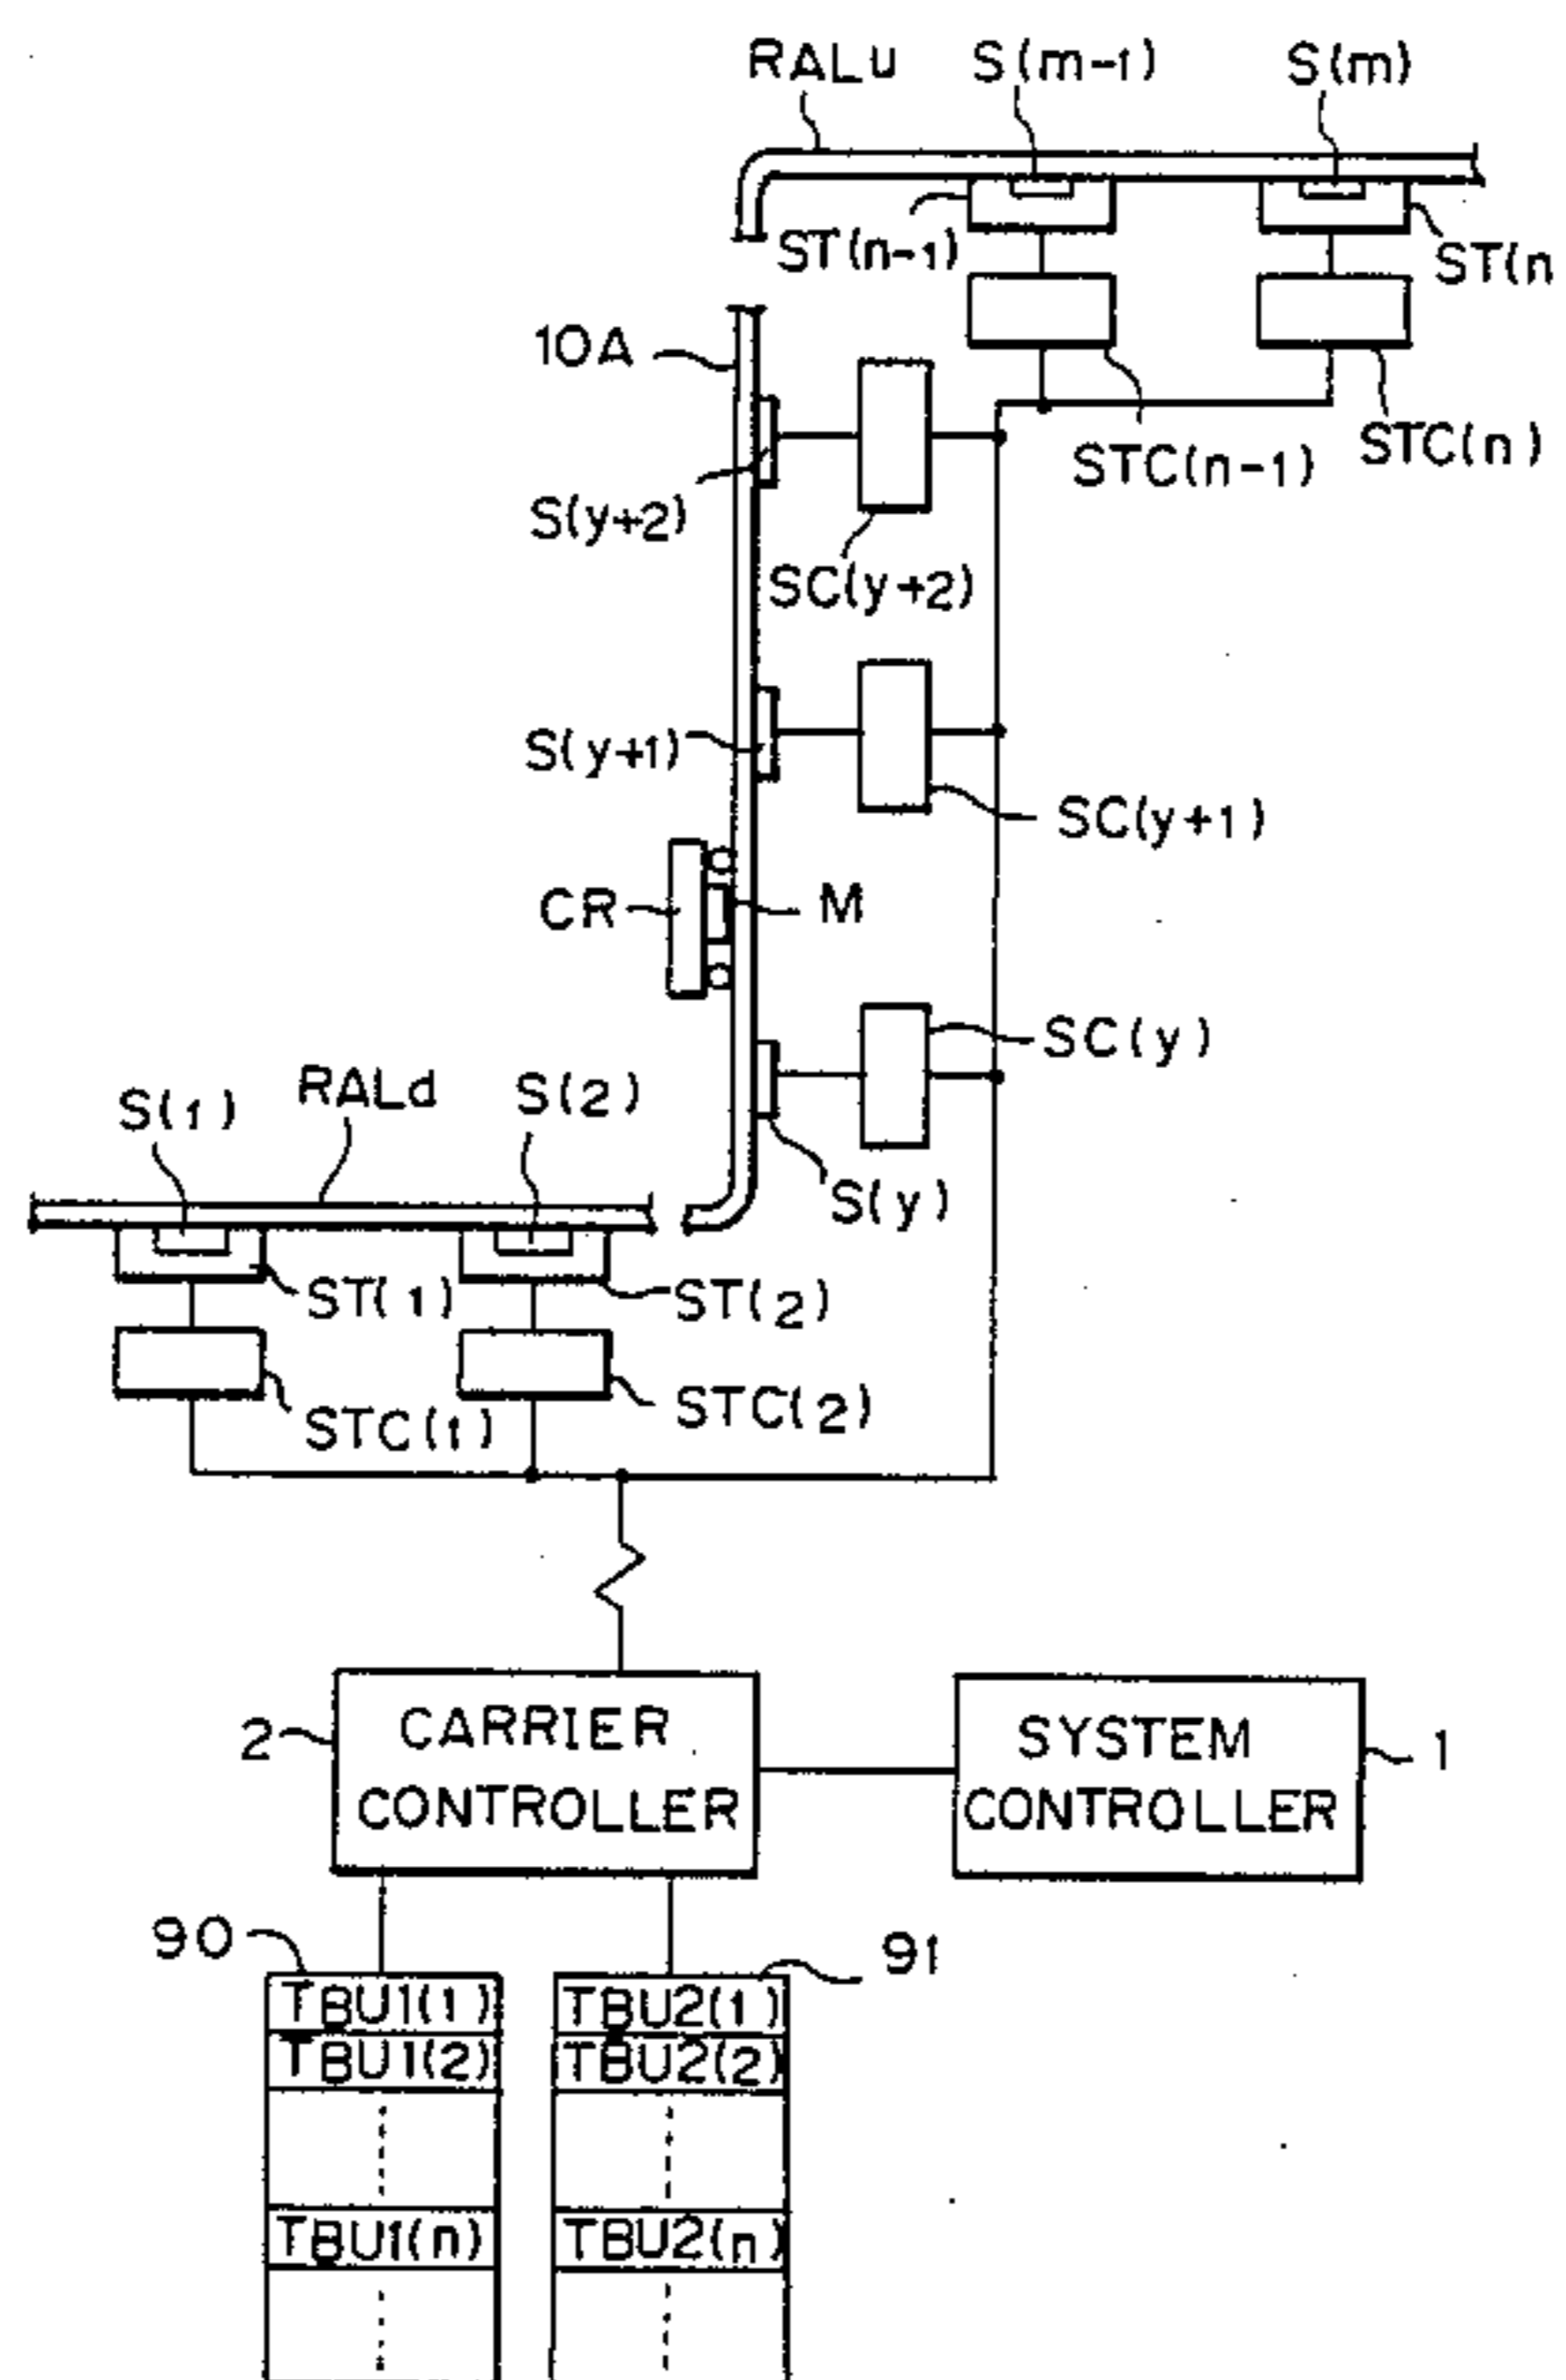 RALu
S(m-1)
S(m)
ST(n-1)
ST(n
10A
STC(n-1)
STC(n)
S(y+2)
SC(y+2)
S(y+1)
SC(y+1)
CR
M
SC(y)
S(1)
RALd
S(2)
S(y)
ST(1)
ST(2)
STC(1)
STC(2)
2
CARRIER
CONTROLLER
SYSTEM
CONTROLLER
1
90
91
TBU1(1)
TBU2(1)
TBU1(2)
TBU2(2)
TBU1(n)
TBU2(n)